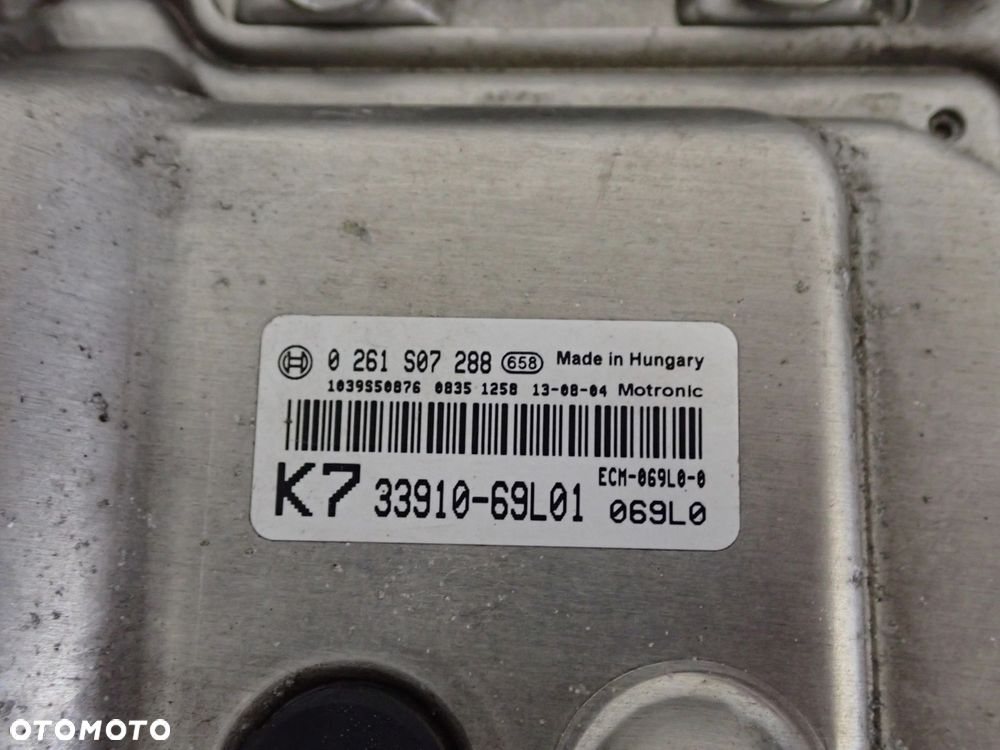 0 261 S07 288 658 Made in Hungary
1039S50876 0835 1258 13-08-04 Motronic
ECM-069L0-0
K7 33910-69L01 069L0
OTOMOTO